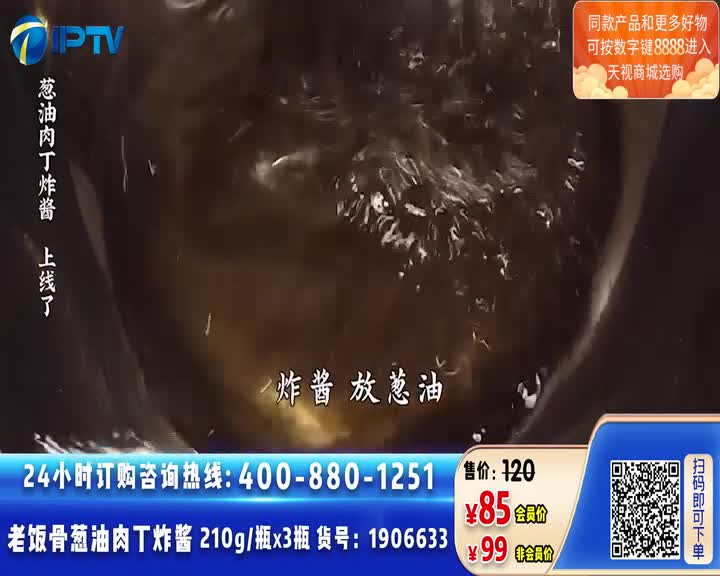 IPTV
同款产品和更多好物
可按数字键8888进入
天视商城选购
葱油肉丁炸酱 上线了
炸酱 放葱油
24小时订购咨询热线:400-880-1251
老饭骨葱油肉丁炸酱 210g/瓶x3瓶 货号：1906633
售价:120
¥85会员价
¥99非会员价
扫码即可下单